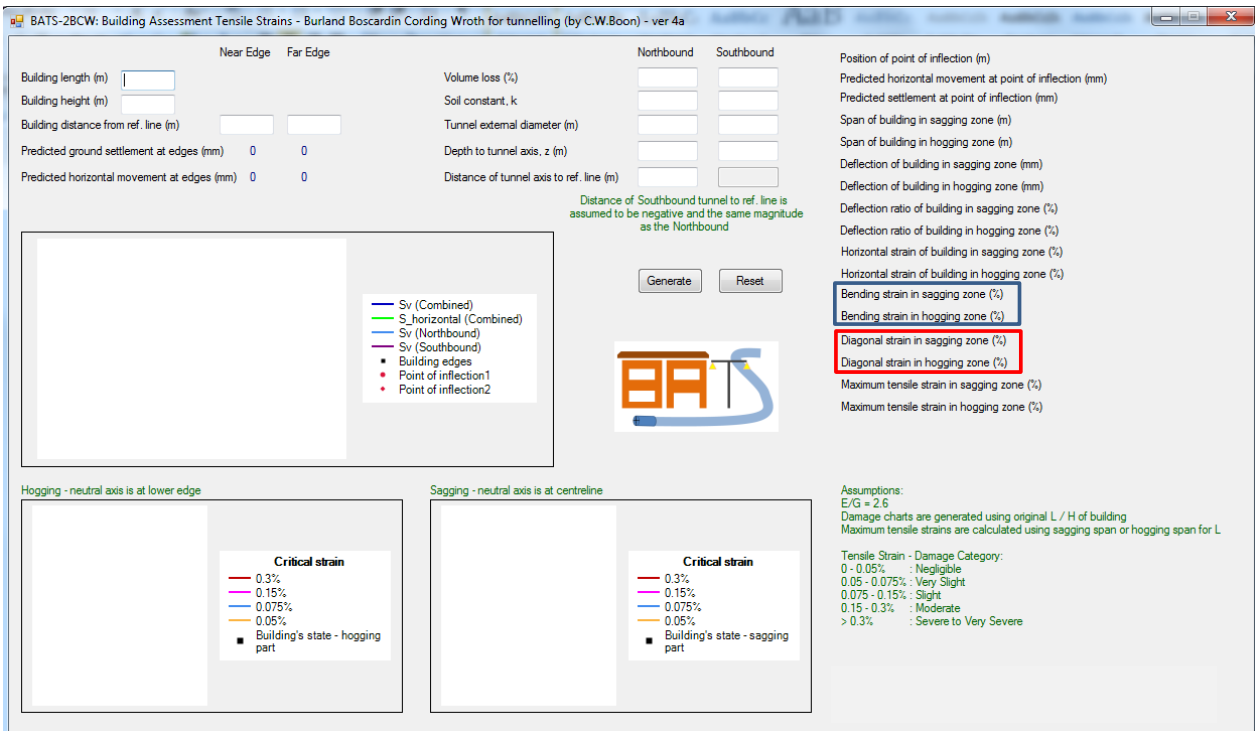 BATS-2BCW: Building Assessment Tensile Strains - Burland Boscardin Cording Wroth for tunnelling (by C.W.Boon) - ver 4a
Near Edge Far Edge
Building length (m)
Building height (m)
Building distance from ref. line (m)
Predicted ground settlement at edges (mm) 0 0
Predicted horizontal movement at edges (mm) 0 0
Northbound Southbound
Volume loss (%)
Soil constant, k
Tunnel external diameter (m)
Depth to tunnel axis, z (m)
Distance of tunnel axis to ref. line (m)
Distance of Southbound tunnel to ref. line is
assumed to be negative and the same magnitude
as the Northbound
Generate Reset
Position of point of inflection (m)
Predicted horizontal movement at point of inflection (mm)
Predicted settlement at point of inflection (mm)
Span of building in sagging zone (m)
Span of building in hogging zone (m)
Deflection of building in sagging zone (mm)
Deflection of building in hogging zone (mm)
Deflection ratio of building in sagging zone (%)
Deflection ratio of building in hogging zone (%)
Horizontal strain of building in sagging zone (%)
Horizontal strain of building in hogging zone (%)
Bending strain in sagging zone (%)
Bending strain in hogging zone (%)
Diagonal strain in sagging zone (%)
Diagonal strain in hogging zone (%)
Maximum tensile strain in sagging zone (%)
Maximum tensile strain in hogging zone (%)
Sv (Combined)
S_horizontal (Combined)
Sv (Northbound)
Sv (Southbound)
Building edges
Point of inflection1
Point of inflection2
BATS
Hogging - neutral axis is at lower edge
Critical strain
0.3%
0.15%
0.075%
0.05%
Building's state - hogging
part
Sagging - neutral axis is at centreline
Critical strain
0.3%
0.15%
0.075%
0.05%
Building's state - sagging
part
Assumptions:
E/G = 2.6
Damage charts are generated using original L / H of building
Maximum tensile strains are calculated using sagging span or hogging span for L
Tensile Strain - Damage Category:
0 - 0.05% : Negligible
0.05 - 0.075% : Very Slight
0.075 - 0.15% : Slight
0.15 - 0.3% : Moderate
> 0.3% : Severe to Very Severe